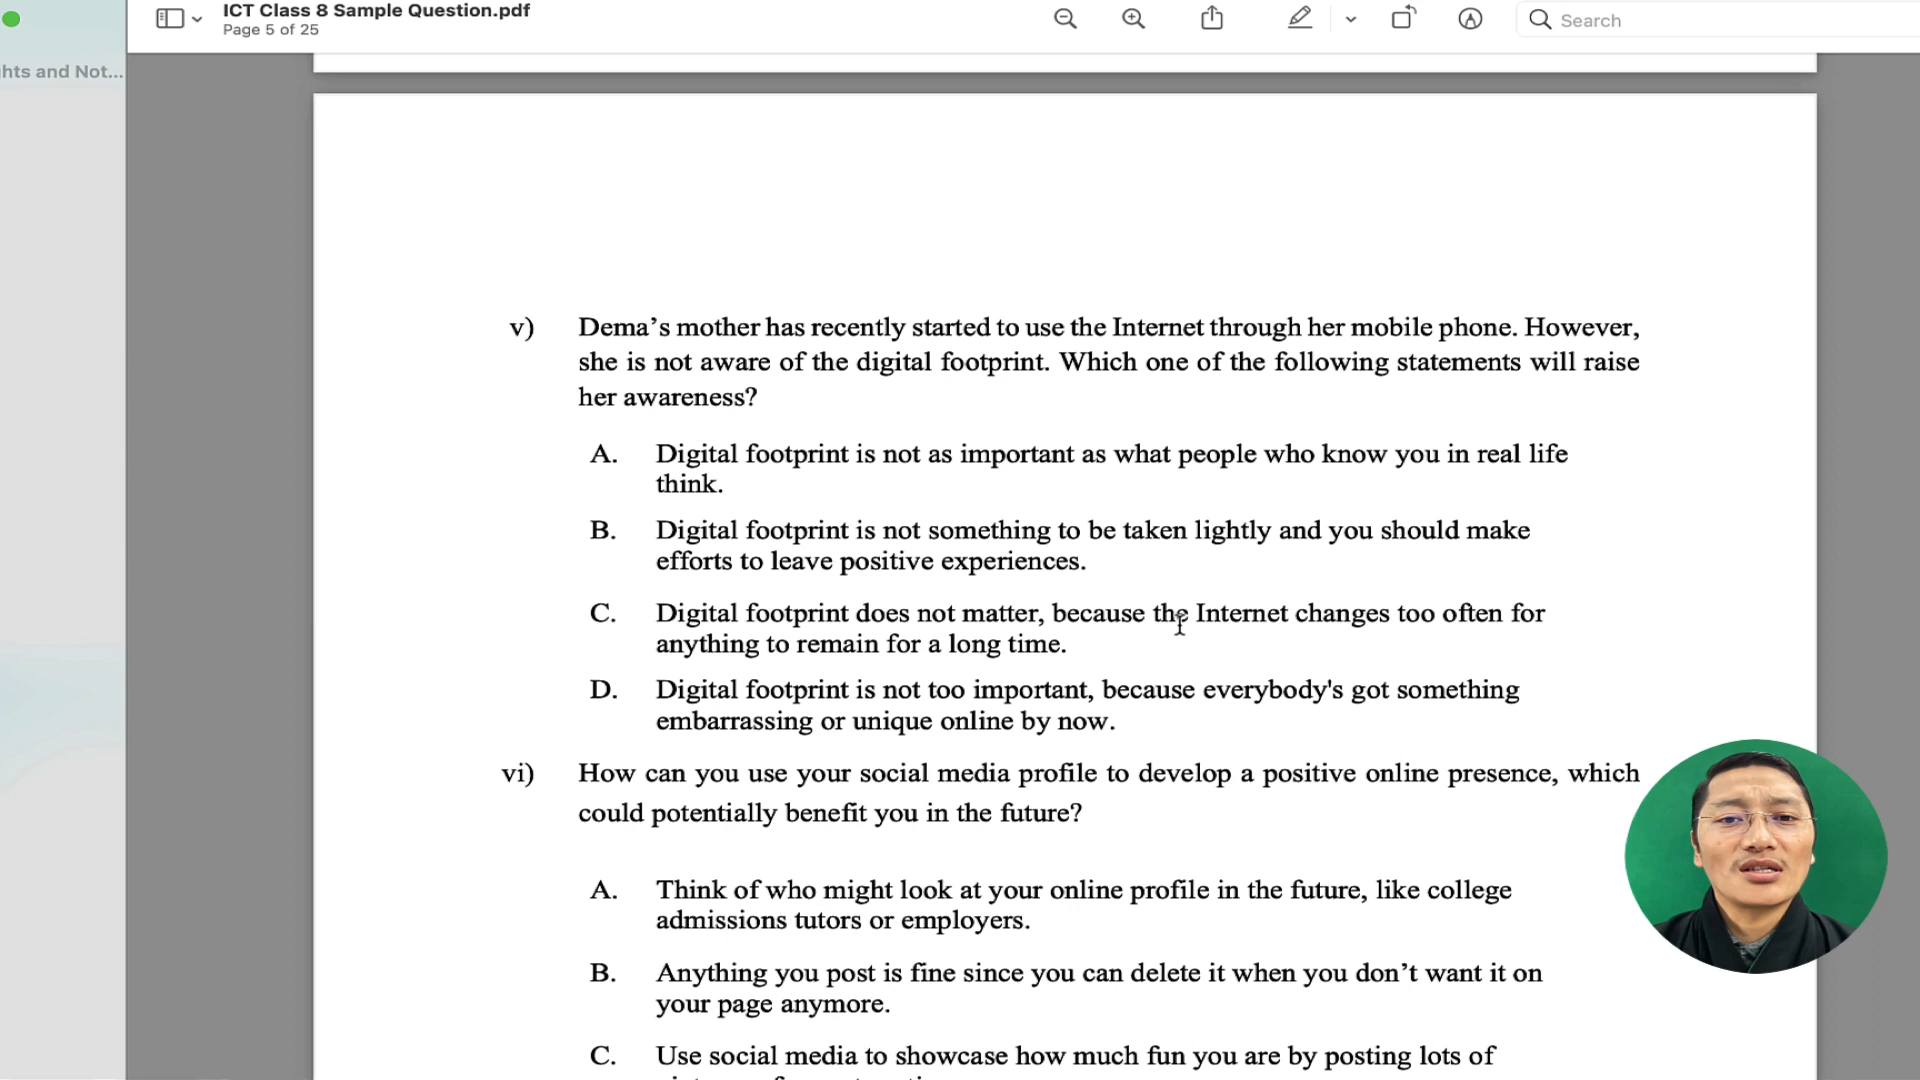 ICT Class 8 Sample Question.pdf
Page 5 of 25
Search
hts and Not...
v) Dema’s mother has recently started to use the Internet through her mobile phone. However,
she is not aware of the digital footprint. Which one of the following statements will raise
her awareness?
A. Digital footprint is not as important as what people who know you in real life
think.
B. Digital footprint is not something to be taken lightly and you should make
efforts to leave positive experiences.
C. Digital footprint does not matter, because the Internet changes too often for
anything to remain for a long time.
D. Digital footprint is not too important, because everybody's got something
embarrassing or unique online by now.
vi) How can you use your social media profile to develop a positive online presence, which
could potentially benefit you in the future?
A. Think of who might look at your online profile in the future, like college
admissions tutors or employers.
B. Anything you post is fine since you can delete it when you don’t want it on
your page anymore.
C. Use social media to showcase how much fun you are by posting lots of